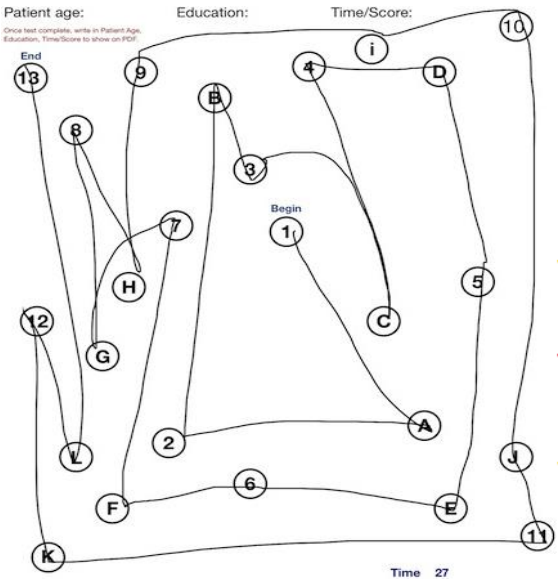 Patient age: Education: Time/Score:
Once test complete, write in Patient Age,
Education, Time/Score to show on PDF.
10
End
i
13
9
4
D
B
8
3
Begin
7
1
H
5
12
C
G
A
2
L
J
6
F
E
11
K
Time 27